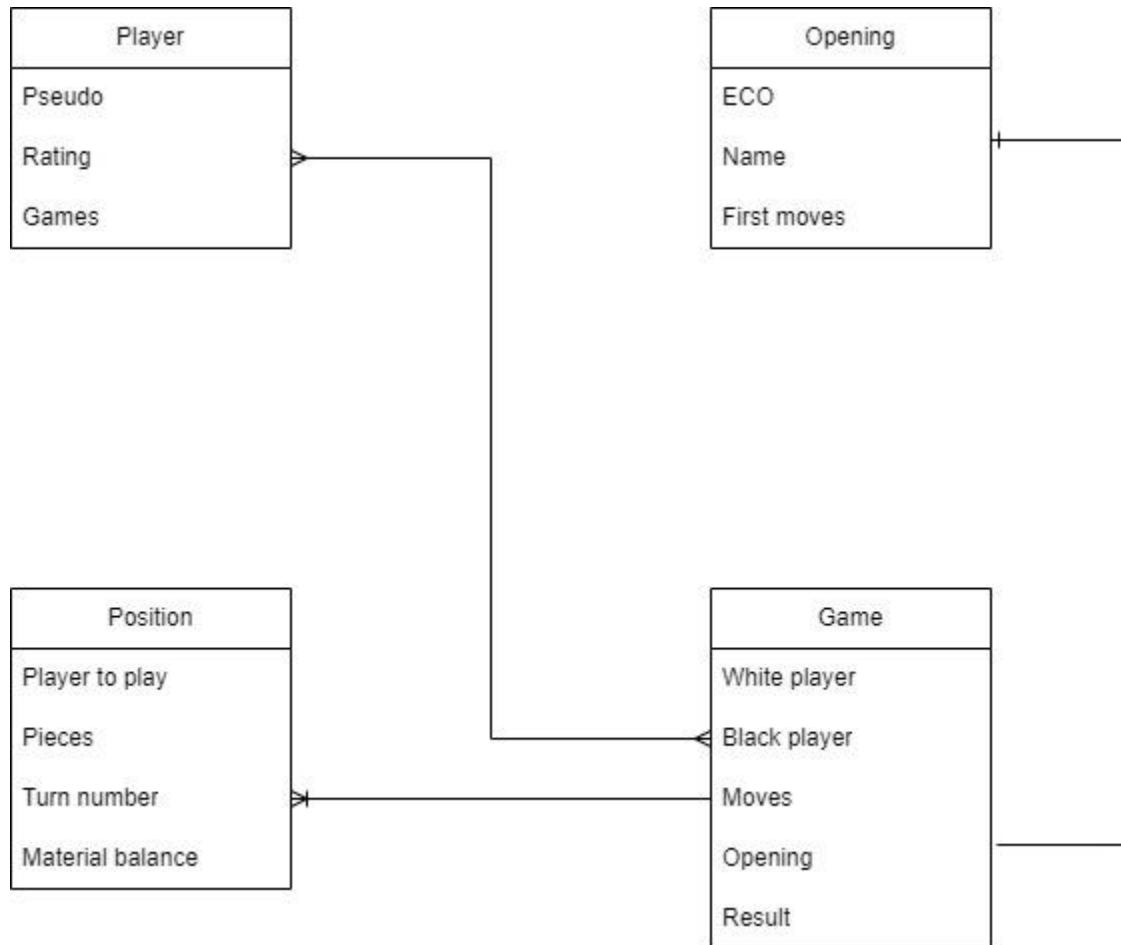 Player
Pseudo
Rating
Games
Opening
ECO
Name
First moves
Position
Player to play
Pieces
Turn number
Material balance
Game
White player
Black player
Moves
Opening
Result